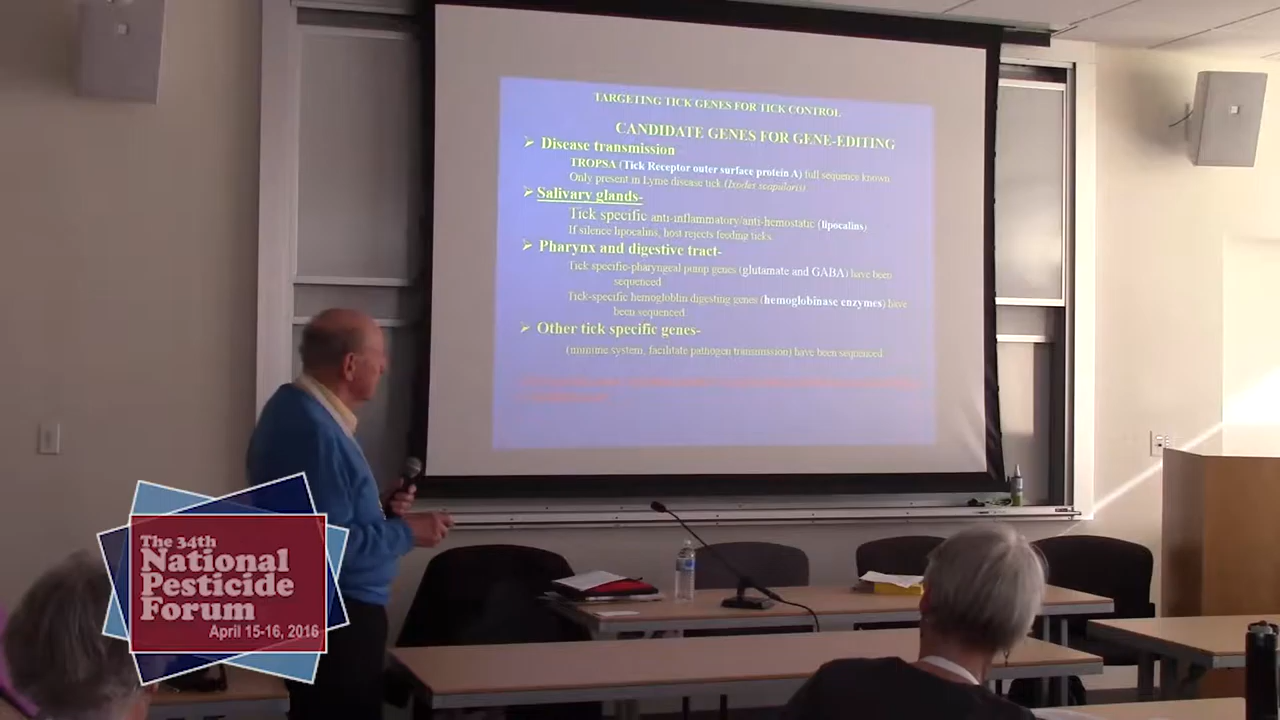 TARGETING TICK GENES FOR TICK CONTROL
CANDIDATE GENES FOR GENE-EDITING
➢ Disease transmission
TROPSA (Tick Receptor outer surface protein A) full sequence known
Only present in Lyme disease tick (Ixodes scapularis)
➢ Salivary glands-
Tick specific anti-inflammatory/anti-hemostatic (lipocalins)
If silence lipocalins, host rejects feeding ticks.
➢ Pharynx and digestive tract-
Tick specific-pharyngeal pump genes (glutamate and GABA) have been
sequenced
Tick-specific hemogloblin digesting genes (hemoglobinase enzymes) have
been sequenced
➢ Other tick specific genes-
(immune system, facilitate pathogen transmission) have been sequenced
The 34th
National
Pesticide
Forum
April 15-16, 2016